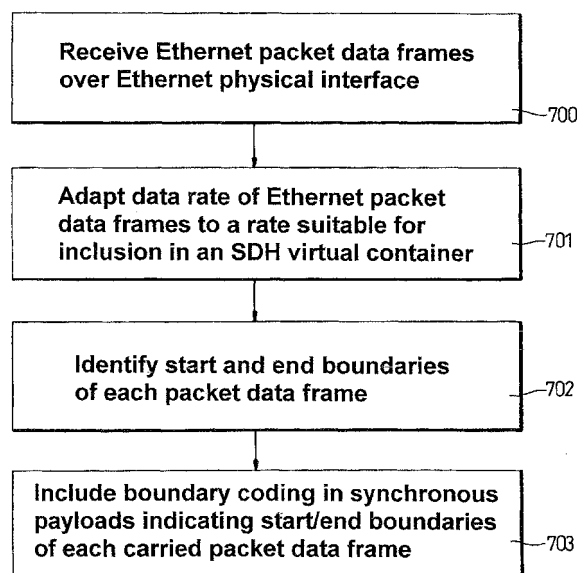 Receive Ethernet packet data frames
over Ethernet physical interface
700
Adapt data rate of Ethernet packet
data frames to a rate suitable for
inclusion in an SDH virtual container
701
Identify start and end boundaries
of each packet data frame
702
Include boundary coding in synchronous
payloads indicating start/end boundaries
of each carried packet data frame
703